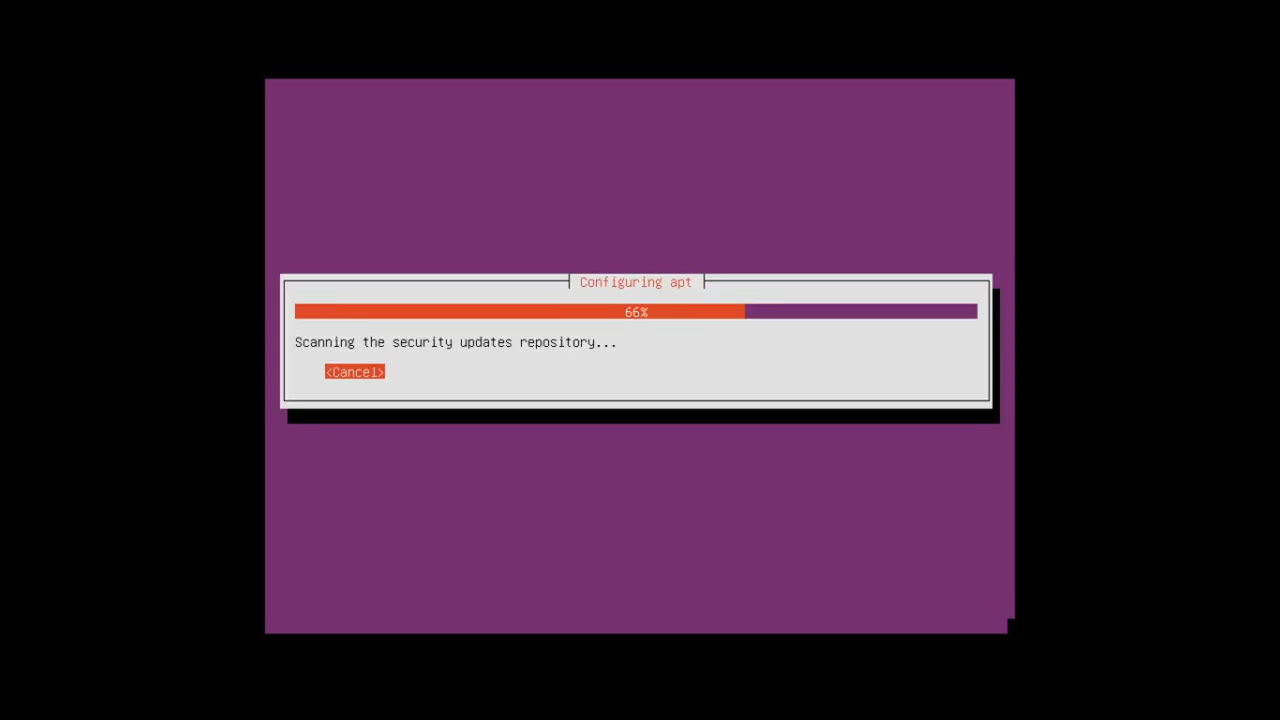 Configuring apt
66%
Scanning the security updates repository...
<Cancel>